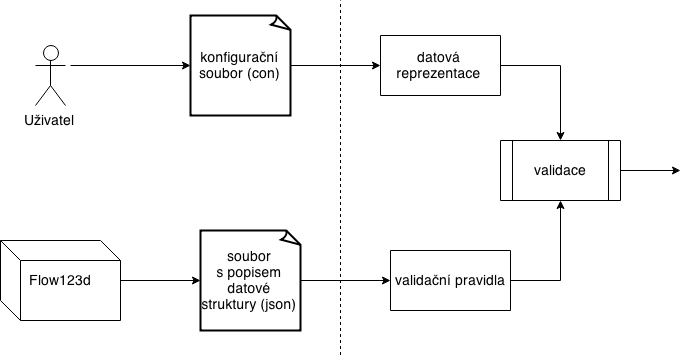 konfigurační
soubor (con)
datová
reprezentace
Uživatel
validace
soubor
s popisem
datové
struktury (json)
Flow123d
validační pravidla